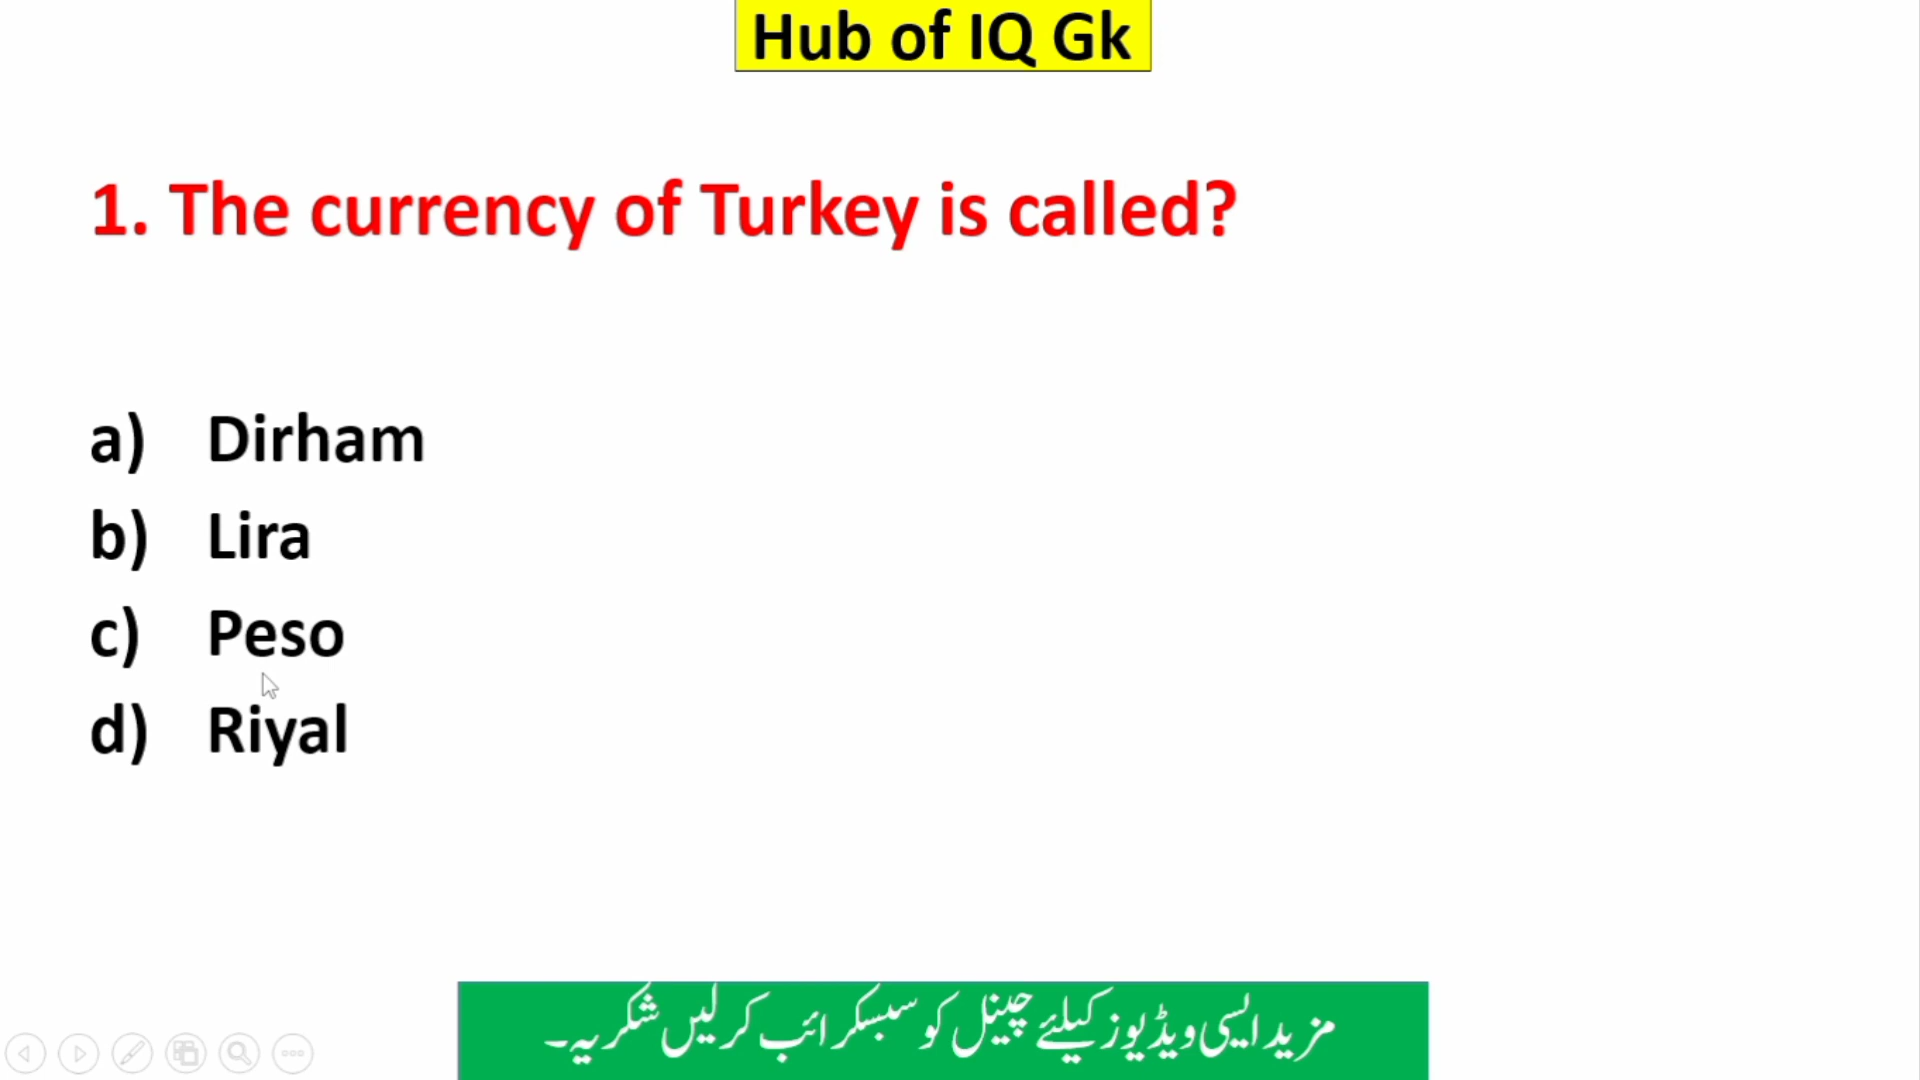 Hub of IQ Gk
1. The currency of Turkey is called?
a) Dirham
b) Lira
c) Peso
d) Riyal
مزید ایسی ویڈیوز کیلئے چینل کو سبسکرائب کر لیں شکریہ۔